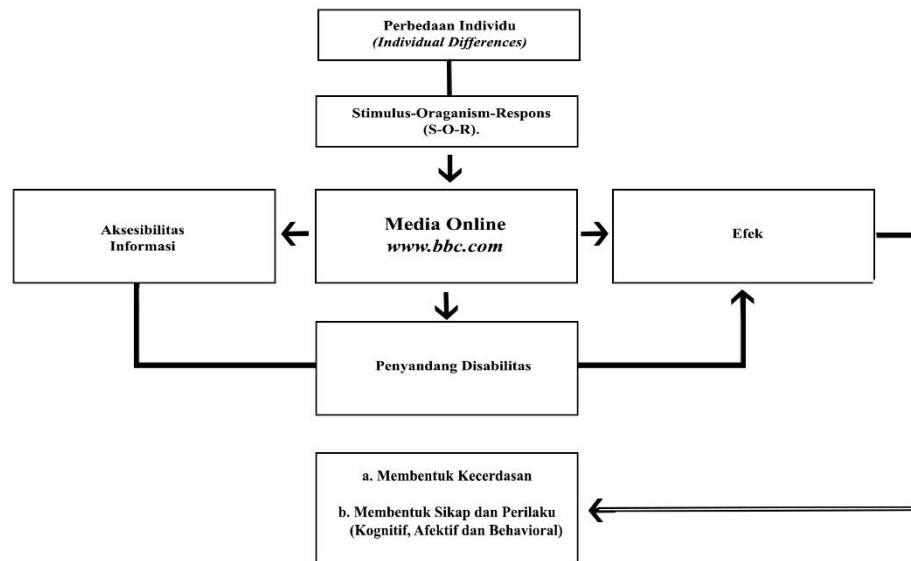 Perbedaan Individu
(Individual Differences)
Stimulus-Oraganism-Respons
(S-O-R).
Aksesibilitas
Informasi
Media Online
www.bbc.com
Efek
Penyandang Disabilitas
a. Membentuk Kecerdasan
b. Membentuk Sikap dan Perilaku
(Kognitif, Afektif dan Behavioral)